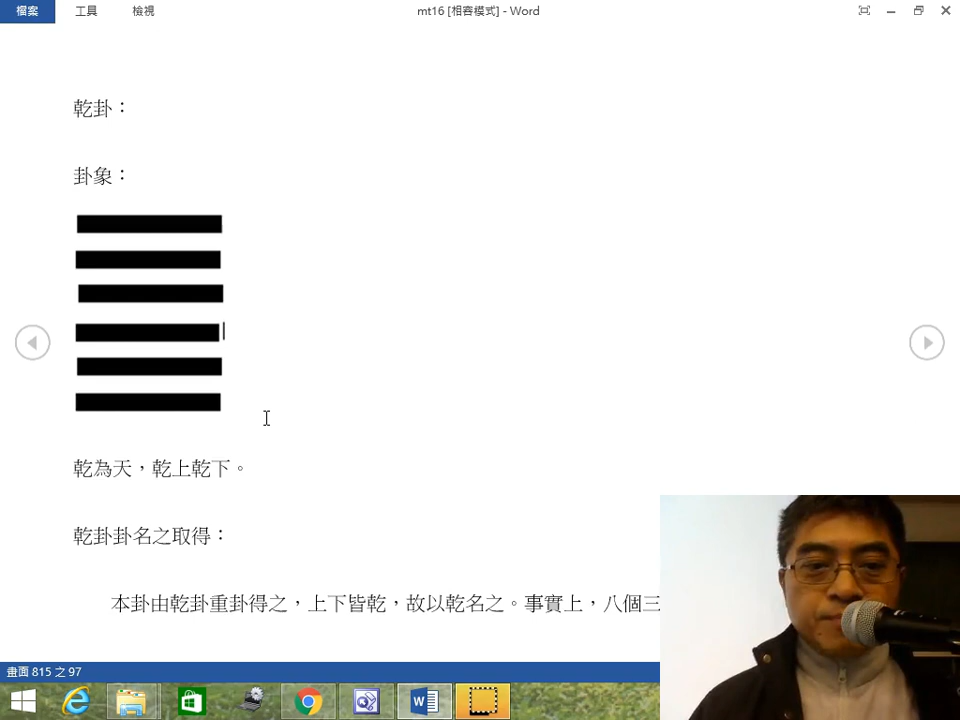 檔案 工具 檢視 mt16 [相容模式] - Word
乾卦：
卦象：
乾為天，乾上乾下。
乾卦卦名之取得：
本卦由乾卦重卦得之，上下皆乾，故以乾名之。事實上，八個三
畫面 815 之 97